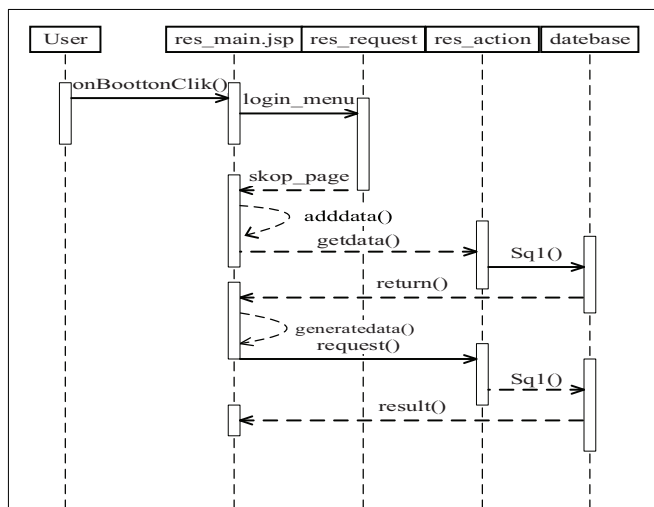 User res_main.jsp res_request res_action datebase
onBoottonClik()
login_menu
skop_page
adddata()
getdata()
Sq1()
return()
generatedata()
request()
Sq1()
result()